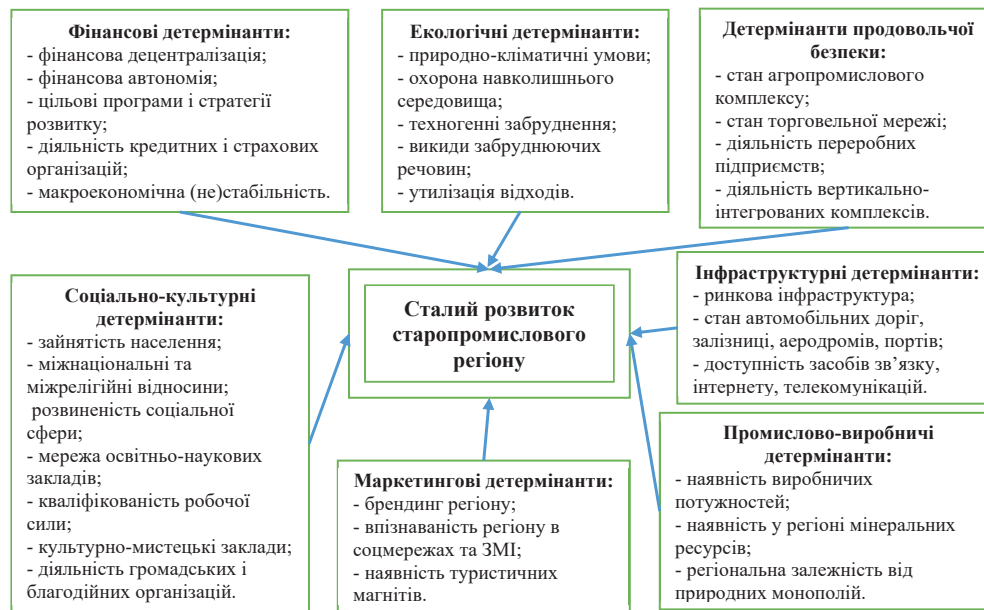 Фінансові детермінанти:
- фінансова децентралізація;
- фінансова автономія;
- цільові програми і стратегії
розвитку;
- діяльність кредитних і страхових
організацій;
- макроекономічна (не)стабільність.
Екологічні детермінанти:
- природно-кліматичні умови;
- охорона навколишнього
середовища;
- техногенні забруднення;
- викиди забруднюючих
речовин;
- утилізація відходів.
Детермінанти продовольчої
безпеки:
- стан агропромислового
комплексу;
- стан торговельної мережі;
- діяльність переробних
підприємств;
- діяльність вертикально-
інтегрованих комплексів.
Соціально-культурні
детермінанти:
- зайнятість населення;
- міжнаціональні та
міжрелігійні відносини;
розвиненість соціальної
сфери;
- мережа освітньо-наукових
закладів;
- кваліфікованість робочої
сили;
- культурно-мистецькі заклади;
- діяльність громадських і
благодійних організацій.
Сталий розвиток
старопромислового
регіону
Інфраструктурні детермінанти:
- ринкова інфраструктура;
- стан автомобільних доріг,
залізниці, аеродромів, портів;
- доступність засобів зв’язку,
інтернету, телекомунікацій.
Маркетингові детермінанти:
- брендинг регіону;
- впізнаваність регіону в
соцмережах та ЗМІ;
- наявність туристичних
магнітів.
Промислово-виробничі
детермінанти:
- наявність виробничих
потужностей;
- наявність у регіоні мінеральних
ресурсів;
- регіональна залежність від
природних монополій.